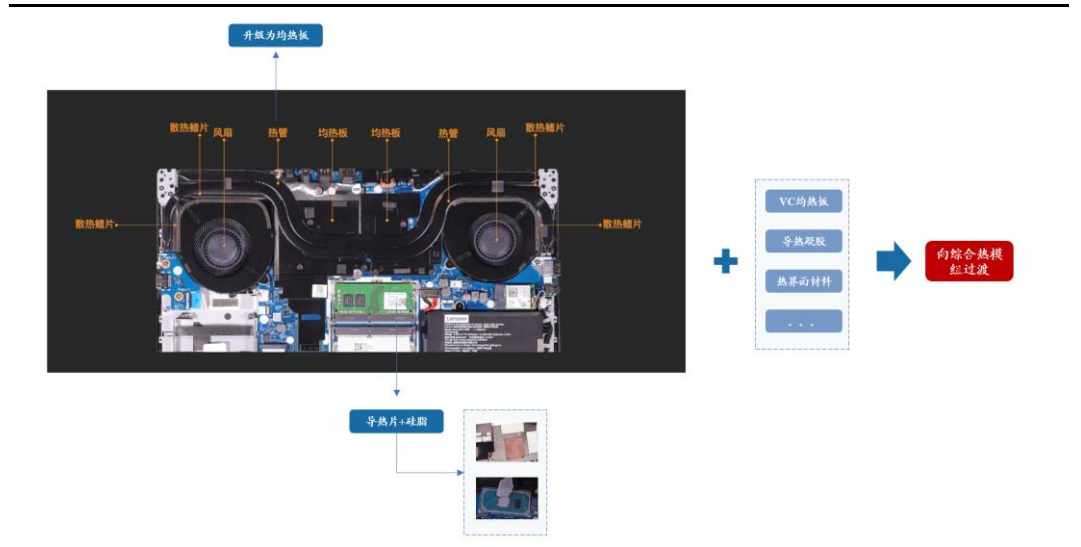 升级为均热板
散热鳍片 风扇 热管 均热板 均热板 热管 风扇 散热鳍片
散热鳍片 散热鳍片
Lenovo
导热片+硅脂
VC均热板
导热凝胶
热界面材料
。。。
向综合热模
组过渡